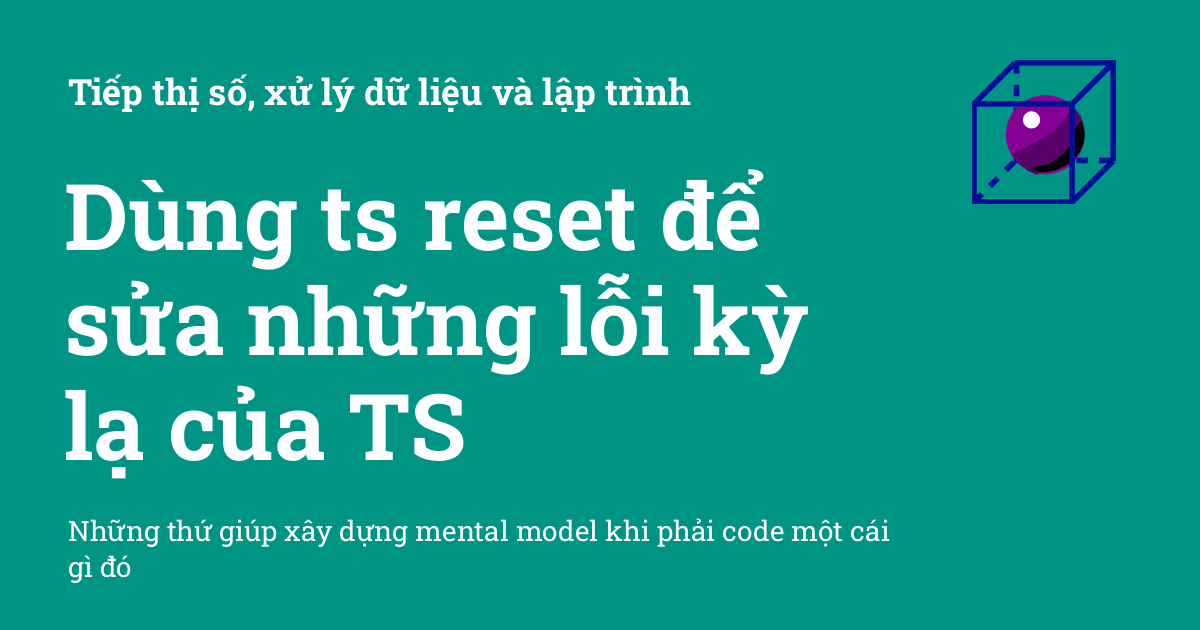 Tiếp thị số, xử lý dữ liệu và lập trình
Dùng ts reset để
sửa những lỗi kỳ
lạ của TS
Những thứ giúp xây dựng mental model khi phải code một cái
gì đó